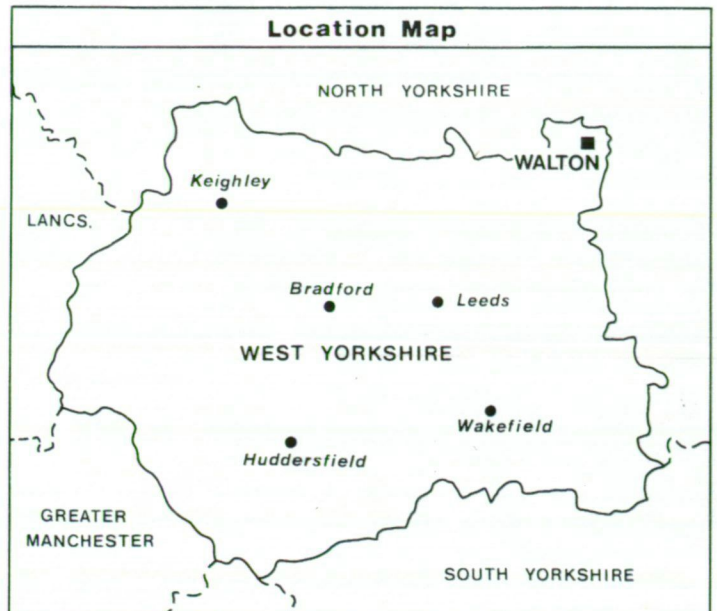 Location Map
NORTH YORKSHIRE
WALTON
Keighley
LANCS.
Bradford
Leeds
WEST YORKSHIRE
Wakefield
Huddersfield
GREATER
MANCHESTER
SOUTH YORKSHIRE